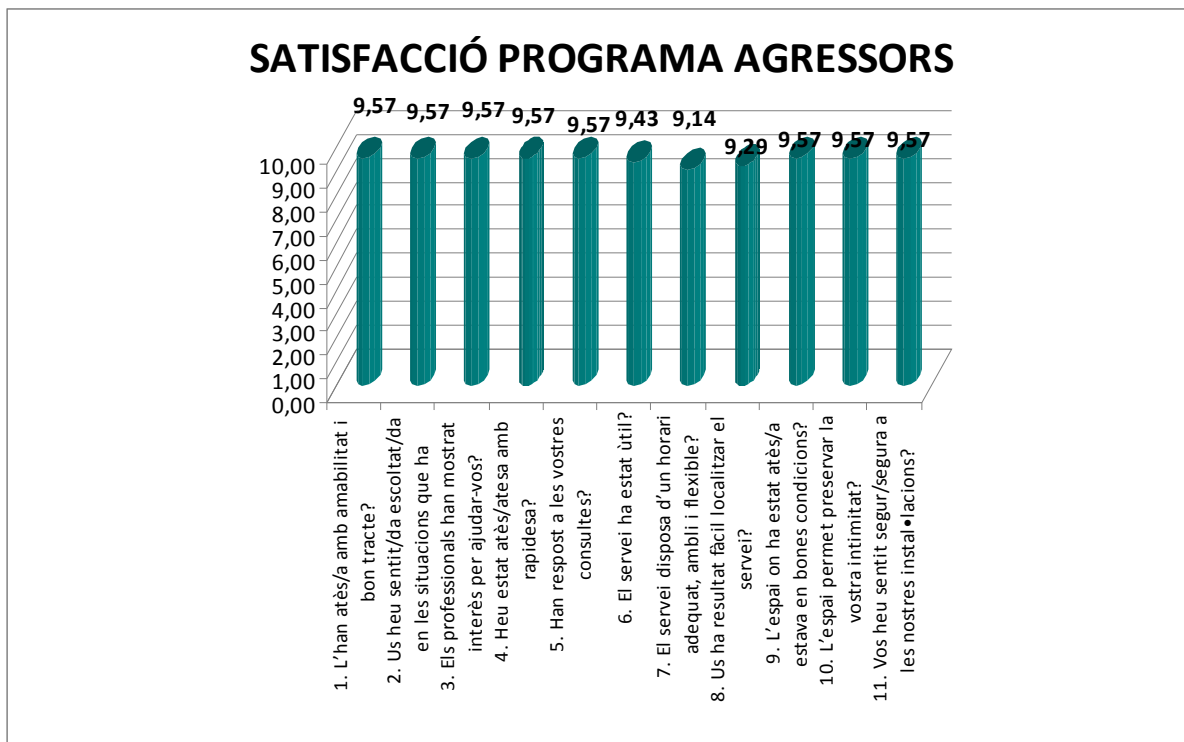 SATISFACCIÓ PROGRAMA AGRESSORS
9,57
9,57
9,57
9,57
9,57
9,43
9,14
9,29
9,57
9,57
9,57
10,00
9,00
8,00
7,00
6,00
5,00
4,00
3,00
2,00
1,00
0,00
1. L’han atès/a amb amabilitat i
bon tracte?
2. Us heu sentit/da escoltat/da
en les situacions que ha
3. Els professionals han mostrat
interès per ajudar-vos?
4. Heu estat atès/atesa amb
rapidesa?
5. Han respost a les vostres
consultes?
6. El servei ha estat ùtil?
7. El servei disposa d’un horari
adequat, ambli i flexible?
8. Us ha resultat fàcil localitzar el
servei?
9. L’espai on ha estat atès/a
estava en bones condicions?
10. L’espai permet preservar la
vostra intimitat?
11. Vos heu sentit segur/segura a
les nostres instal•lacions?